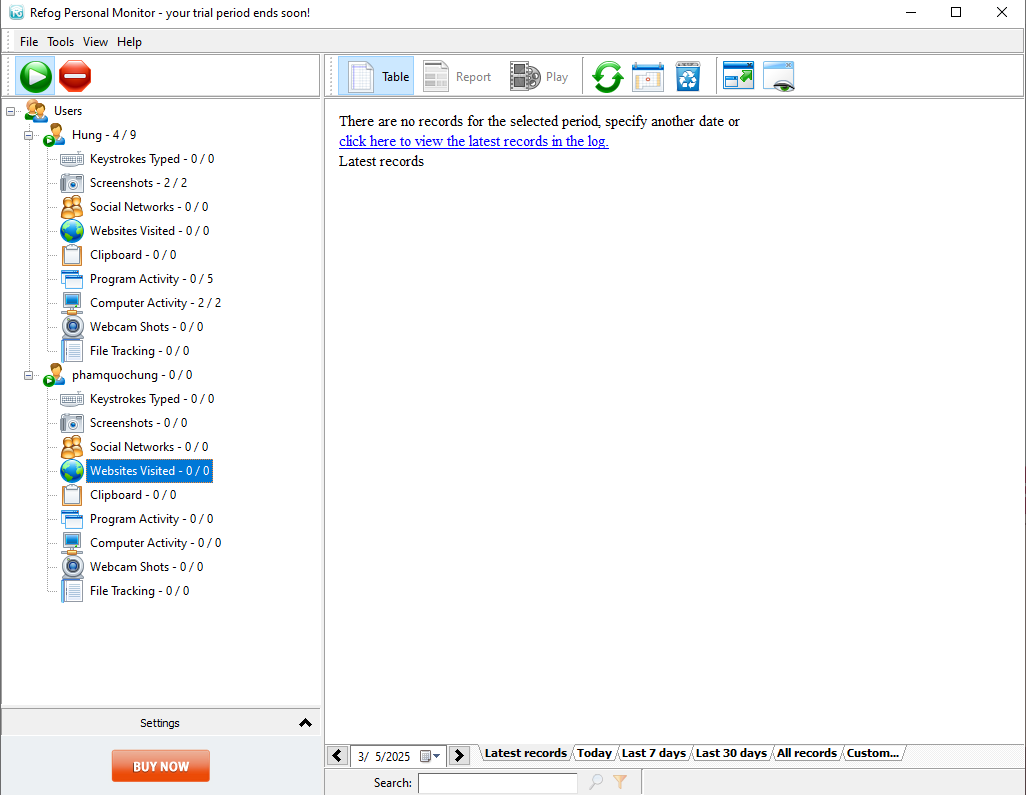 Refog Personal Monitor - your trial period ends soon!
File Tools View Help
Table Report Play
Users
Hung - 4 / 9
Keystrokes Typed - 0 / 0
Screenshots - 2 / 2
Social Networks - 0 / 0
Websites Visited - 0 / 0
Clipboard - 0 / 0
Program Activity - 0 / 5
Computer Activity - 2 / 2
Webcam Shots - 0 / 0
File Tracking - 0 / 0
phamquochung - 0 / 0
Keystrokes Typed - 0 / 0
Screenshots - 0 / 0
Social Networks - 0 / 0
Websites Visited - 0 / 0
Clipboard - 0 / 0
Program Activity - 0 / 0
Computer Activity - 0 / 0
Webcam Shots - 0 / 0
File Tracking - 0 / 0
Settings
BUY NOW
There are no records for the selected period, specify another date or
click here to view the latest records in the log.
Latest records
3/ 5/2025 Latest records Today Last 7 days Last 30 days All records Custom...
Search: